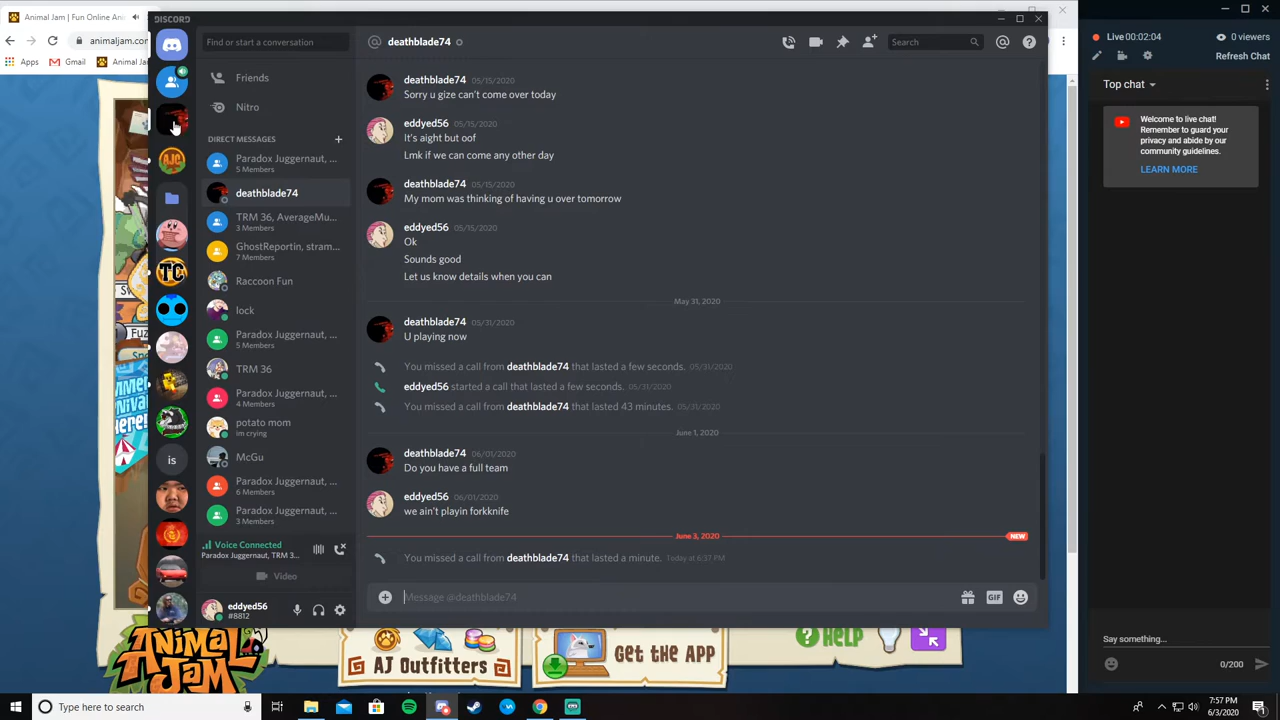 Animal Jam | Fun Online An
animaljam.com
Apps
Gmail
Animal Ja
DISCORD
Find or start a conversation
Friends
Nitro
DIRECT MESSAGES
Paradox Juggernaut, ...
5 Members
deathblade74
TRM 36, AverageMu...
3 Members
GhostReportin, stram...
7 Members
Raccoon Fun
lock
Paradox Juggernaut, ...
5 Members
TRM 36
Paradox Juggernaut, ...
4 Members
potato mom
im crying
McGu
Paradox Juggernaut, ...
6 Members
Paradox Juggernaut, ...
3 Members
Voice Connected
Paradox Juggernaut, TRM 3...
Video
eddyed56
#8812
AJC
TC
is
deathblade74
Search
deathblade74 05/15/2020
Sorry u gize can't come over today
eddyed56 05/15/2020
It's aight but oof
Lmk if we can come any other day
deathblade74 05/15/2020
My mom was thinking of having u over tomorrow
eddyed56 05/15/2020
Ok
Sounds good
Let us know details when you can
May 31, 2020
deathblade74 05/31/2020
U playing now
You missed a call from deathblade74 that lasted a few seconds. 05/31/2020
eddyed56 started a call that lasted a few seconds. 05/31/2020
You missed a call from deathblade74 that lasted 43 minutes. 05/31/2020
June 1, 2020
deathblade74 06/01/2020
Do you have a full team
eddyed56 06/01/2020
we ain't playin forkknife
June 3, 2020
NEW
You missed a call from deathblade74 that lasted a minute. Today at 6:37 PM
Message @deathblade74
GIF
Live 00:02:04
0 viewers
Refresh Chat
Top chat
Welcome to live chat!
Remember to guard your
privacy and abide by our
community guidelines.
LEARN MORE
Say something...
0/200
Fuz
ANIMAL
JAM
AJ Outfitters
Get the App
HELP
Type here to search
7:57 PM
6/3/2020